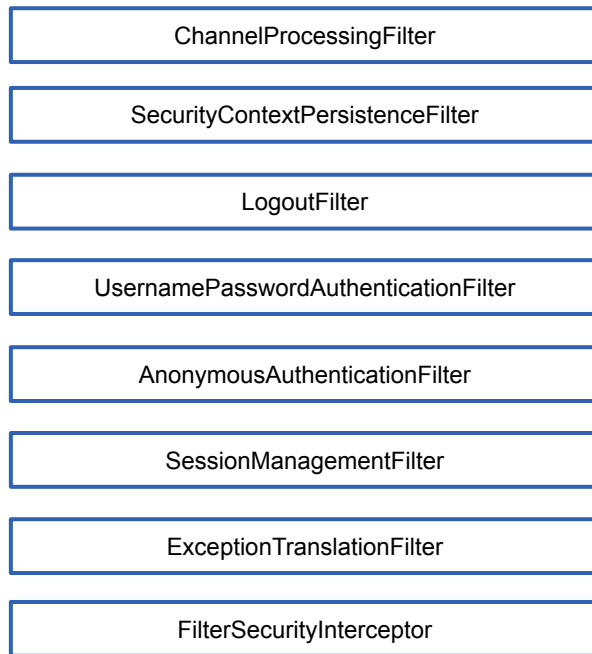 ChannelProcessingFilter
SecurityContextPersistenceFilter
LogoutFilter
UsernamePasswordAuthenticationFilter
AnonymousAuthenticationFilter
SessionManagementFilter
ExceptionTranslationFilter
FilterSecurityInterceptor